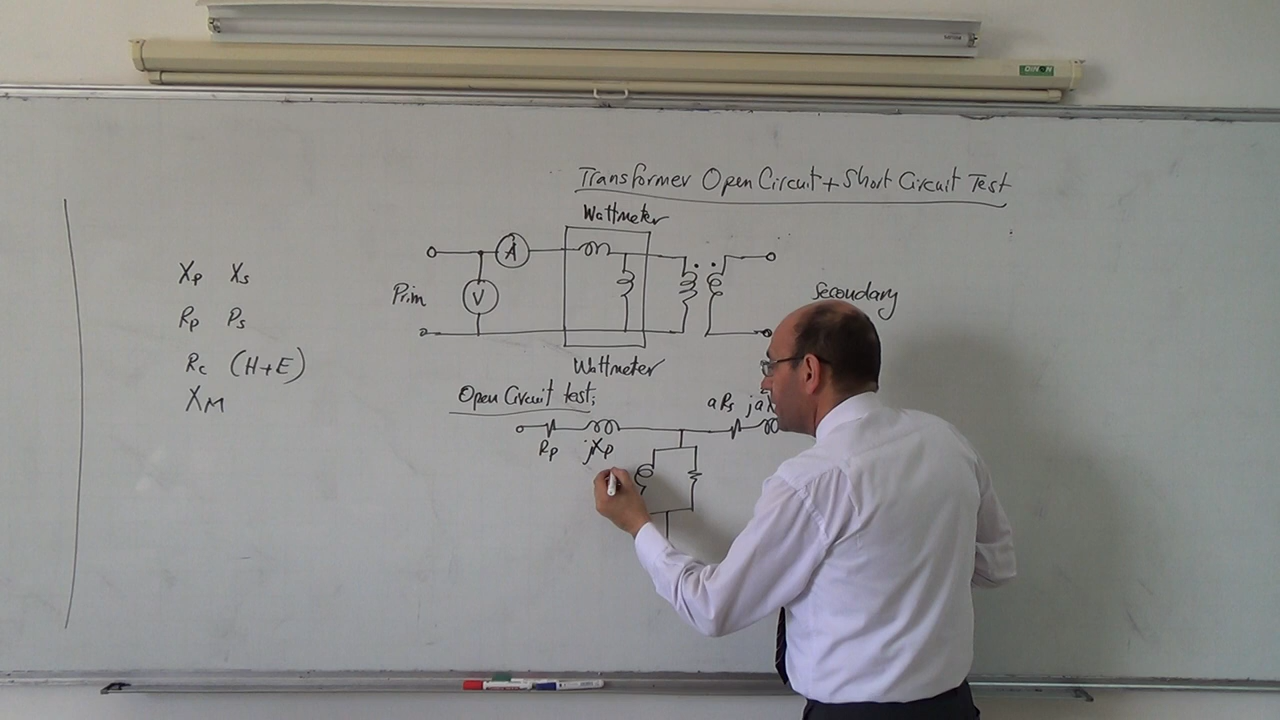 Transformer Open Circuit + Short Circuit Test
Wattmeter
A
V
Prim
Secondary
Wattmeter
Xp Xs
Rp Ps
Rc (H+E)
XM
Open Circuit test;
Rp jXp
aRs